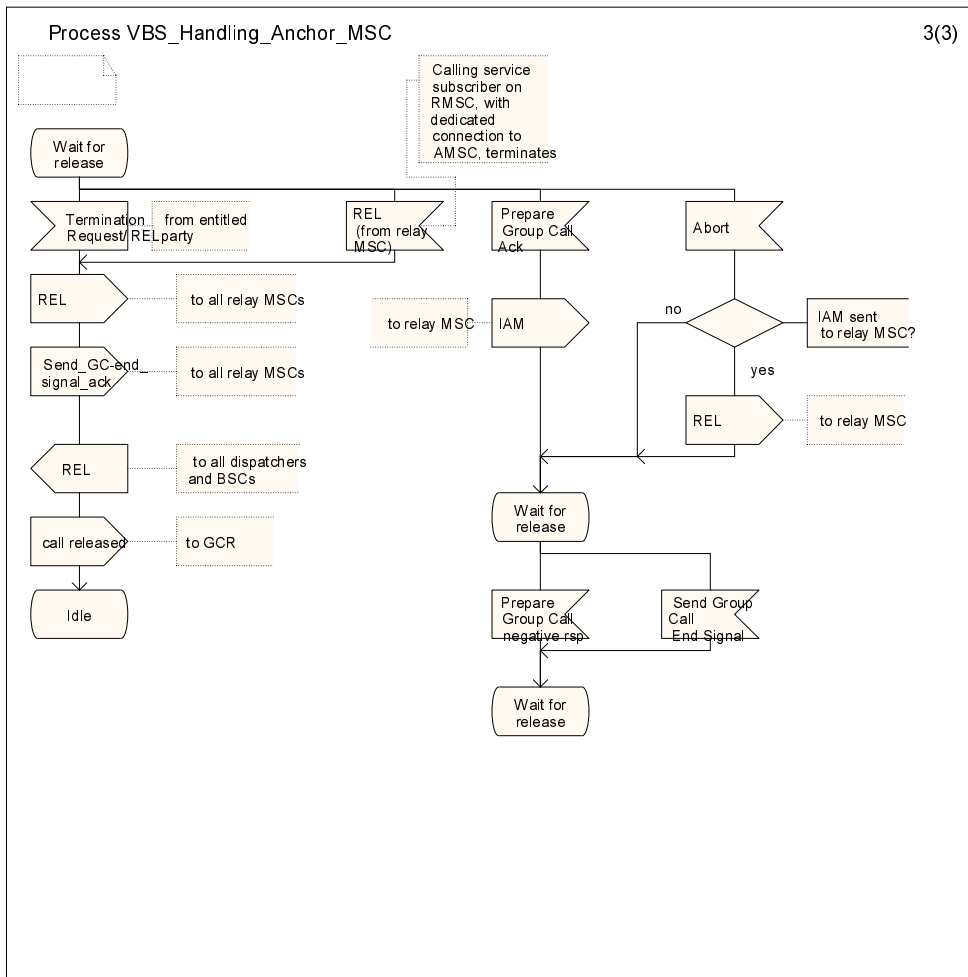 Process VBS_Handling_Anchor_MSC
3(3)
Calling service
subscriber on
RMSC, with
dedicated
connection to
AMSC, terminates
Wait for
release
Termination
Request/ REL
from entitled
party
REL
(from relay
MSC)
Prepare
Group Call
Ack
Abort
REL
to all relay MSCs
to relay MSC
IAM
no
IAM sent
to relay MSC?
Send_GC-end_
signal_ack
to all relay MSCs
yes
REL
to relay MSC
REL
to all dispatchers
and BSCs
Wait for
release
call released
to GCR
Idle
Prepare
Group Call
negative rsp
Send Group
Call
End Signal
Wait for
release